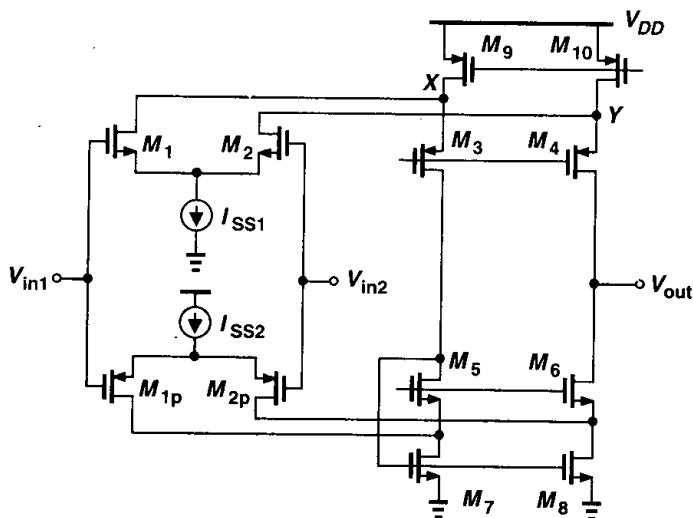 V_DD
M_9
M_10
X
Y
M_1
M_2
M_3
M_4
I_SS1
V_in1
V_in2
V_out
I_SS2
M_1p
M_2p
M_5
M_6
M_7
M_8